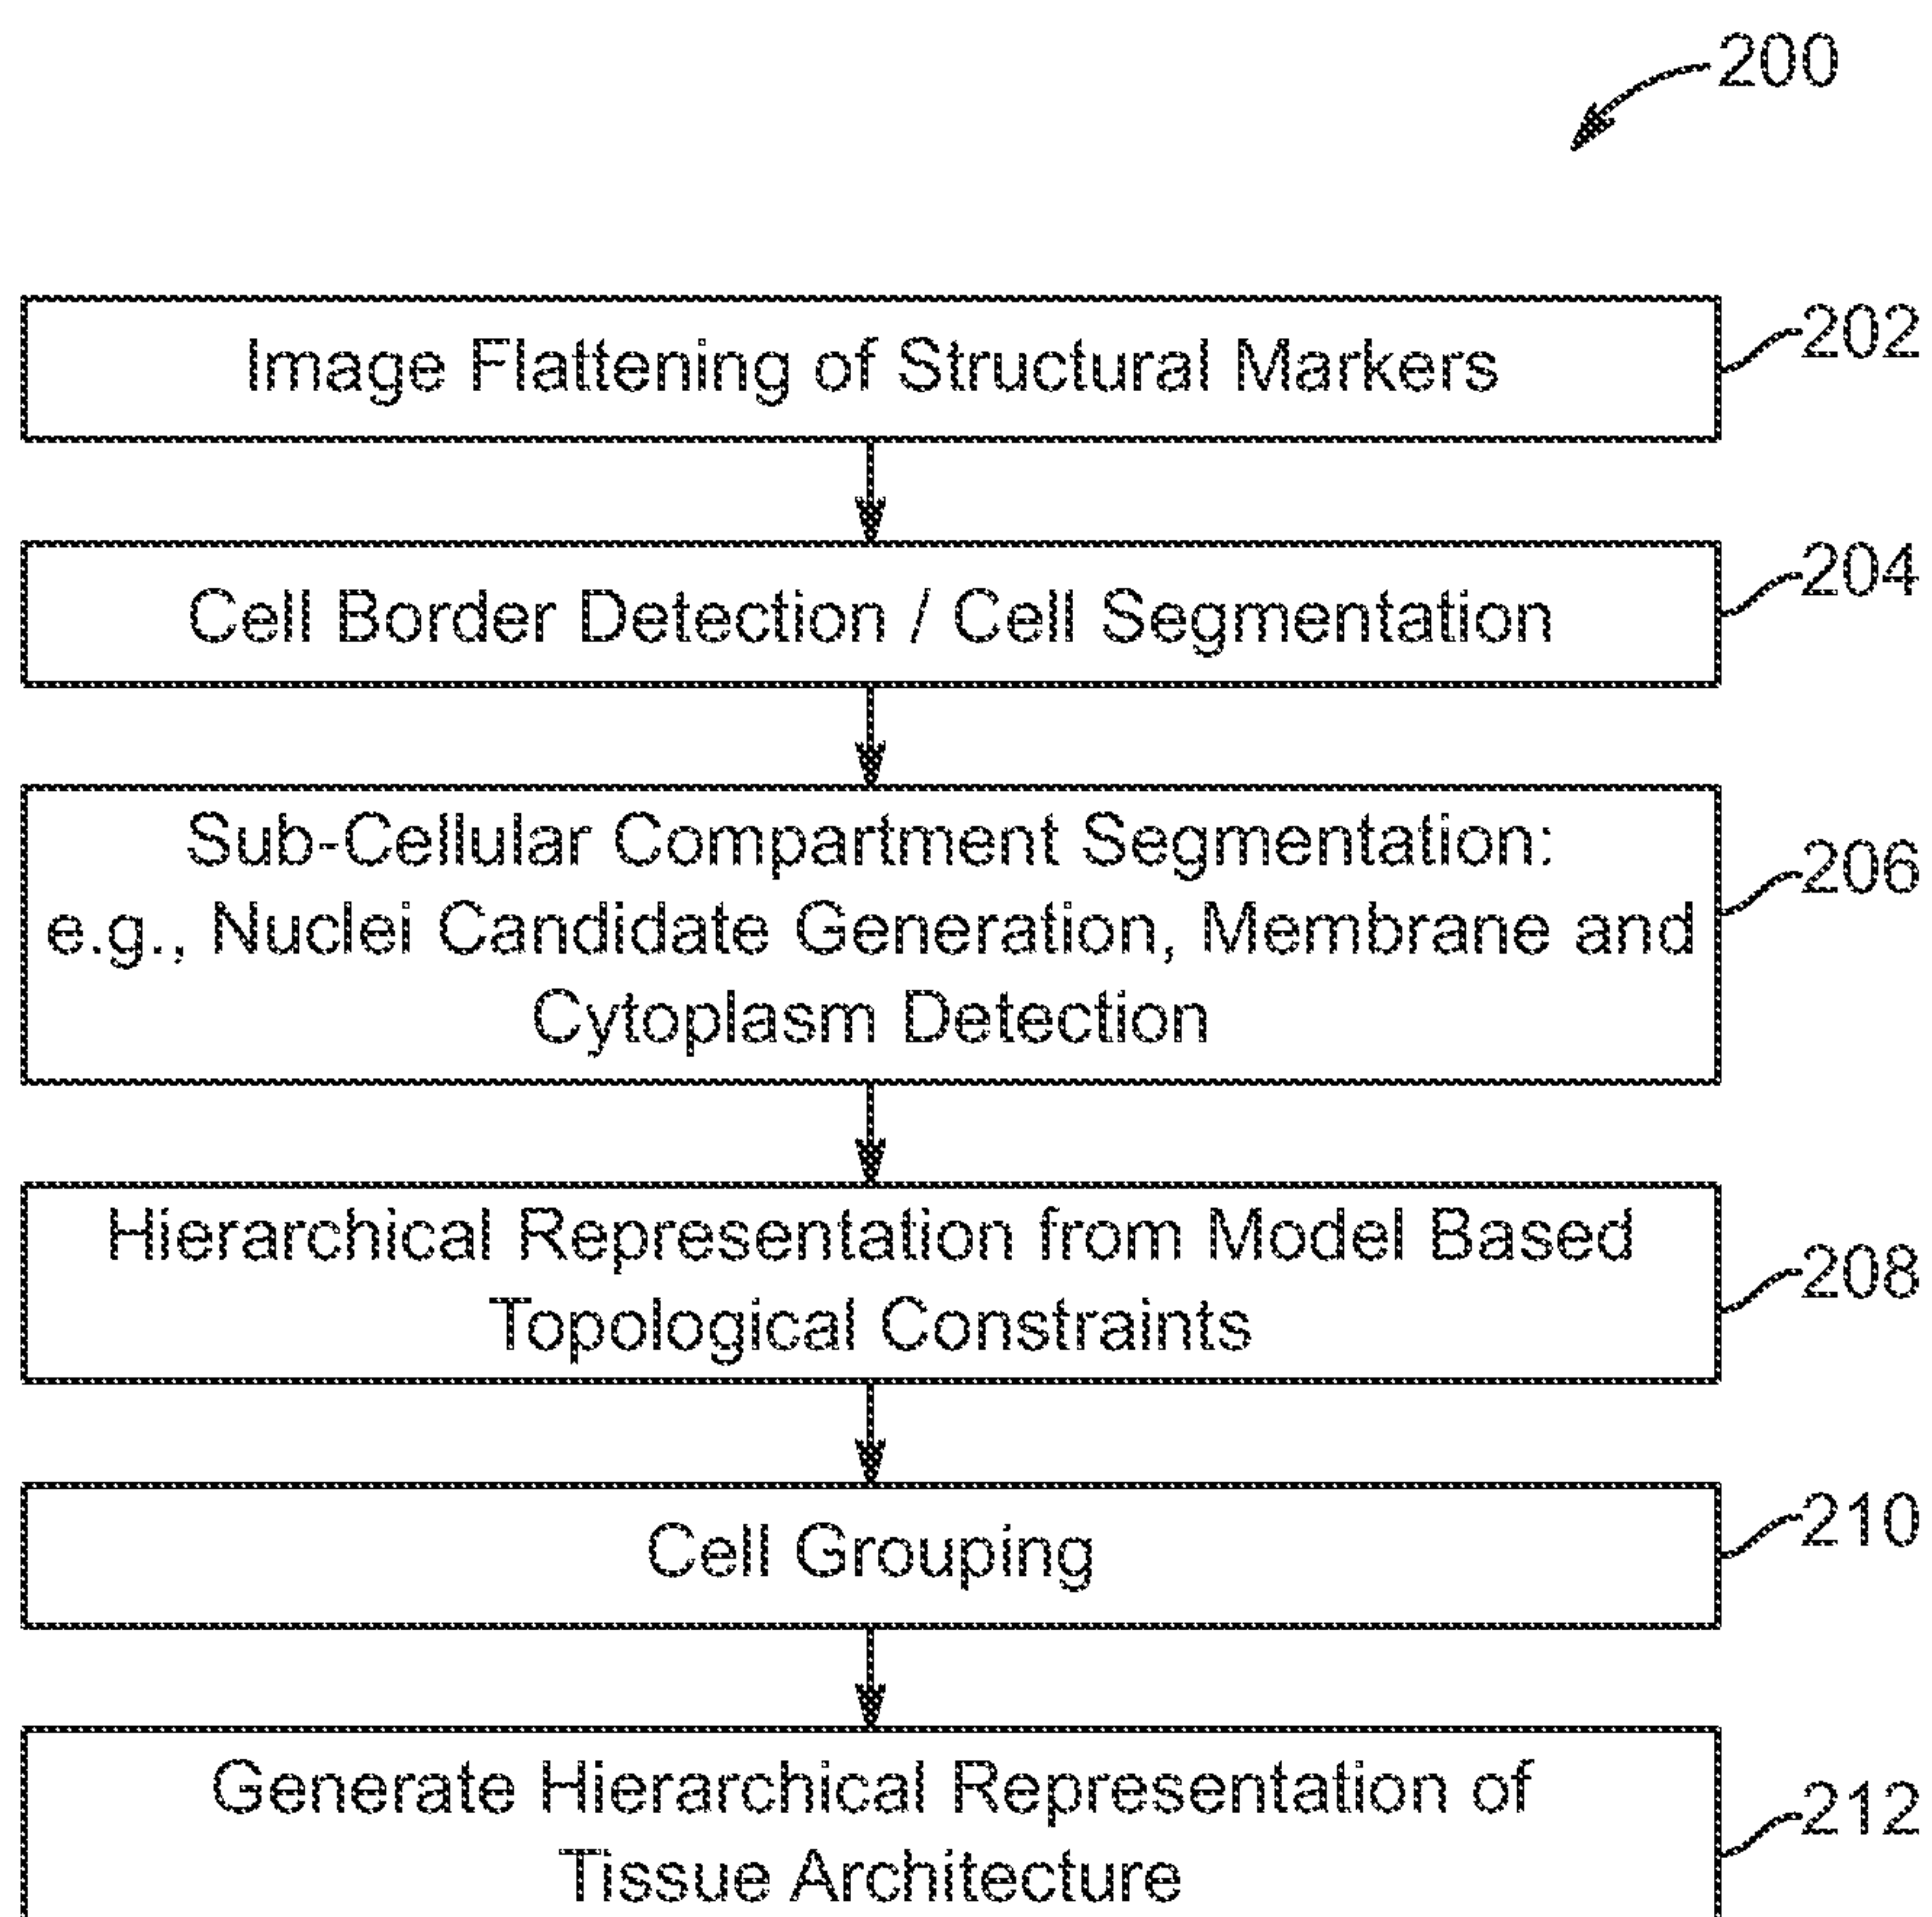 200
Image Flattening of Structural Markers
202
Cell Border Detection / Cell Segmentation
204
Sub-Cellular Compartment Segmentation:
e.g., Nuclei Candidate Generation, Membrane and
Cytoplasm Detection
206
Hierarchical Representation from Model Based
Topological Constraints
208
Cell Grouping
210
Generate Hierarchical Representation of
Tissue Architecture
212